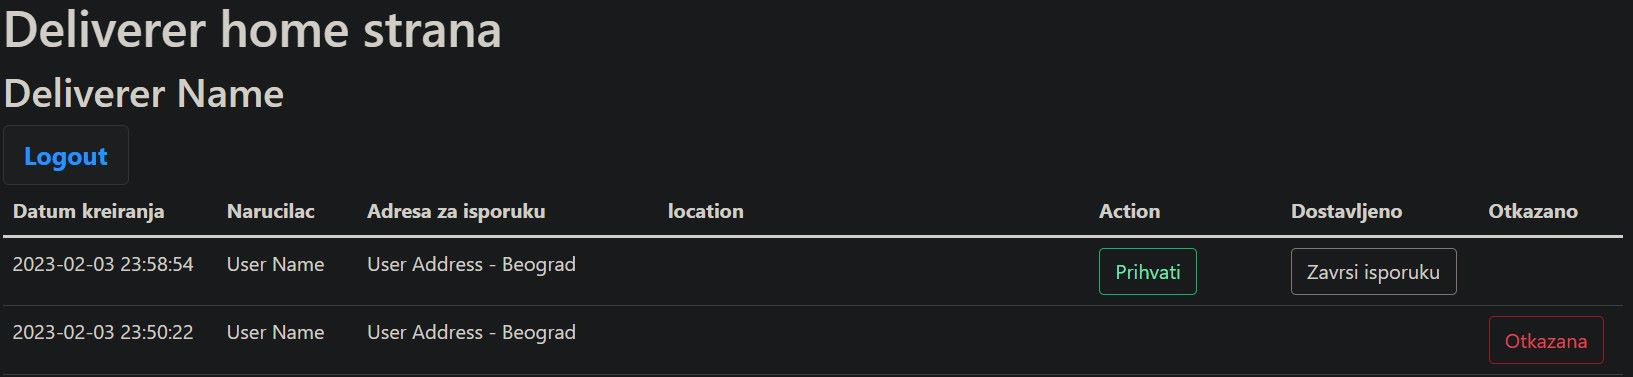 Deliverer home strana
Deliverer Name
Logout
Datum kreiranja Narucilac Adresa za isporuku location Action Dostavljeno Otkazano
2023-02-03 23:58:54 User Name User Address - Beograd Prihvati Zavrsi isporuku
2023-02-03 23:50:22 User Name User Address - Beograd Otkazana